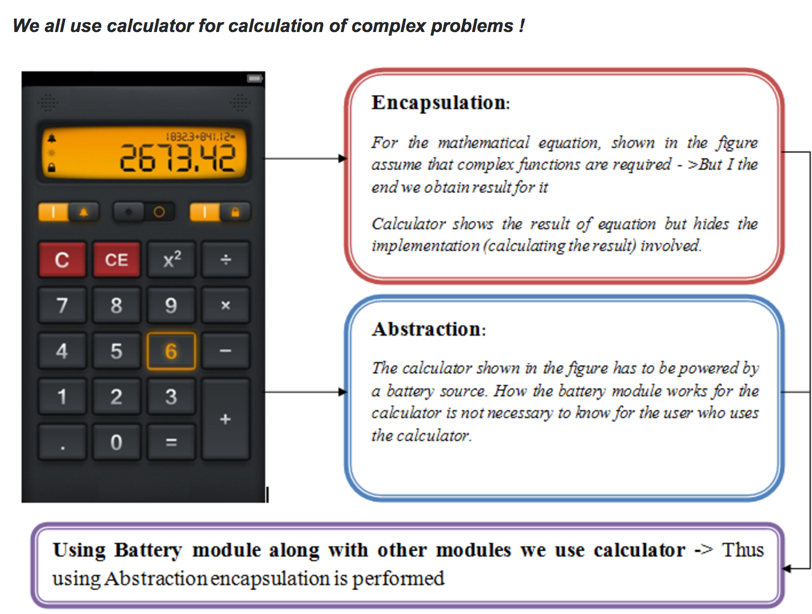 We all use calculator for calculation of complex problems !
1832.3+841.12=
2673.42
C CE x² ÷
7 8 9 ×
4 5 6 −
1 2 3 +
. 0 =
Encapsulation:
For the mathematical equation, shown in the figure
assume that complex functions are required - >But I the
end we obtain result for it
Calculator shows the result of equation but hides the
implementation (calculating the result) involved.
Abstraction:
The calculator shown in the figure has to be powered by
a battery source. How the battery module works for the
calculator is not necessary to know for the user who uses
the calculator.
Using Battery module along with other modules we use calculator -> Thus
using Abstraction encapsulation is performed